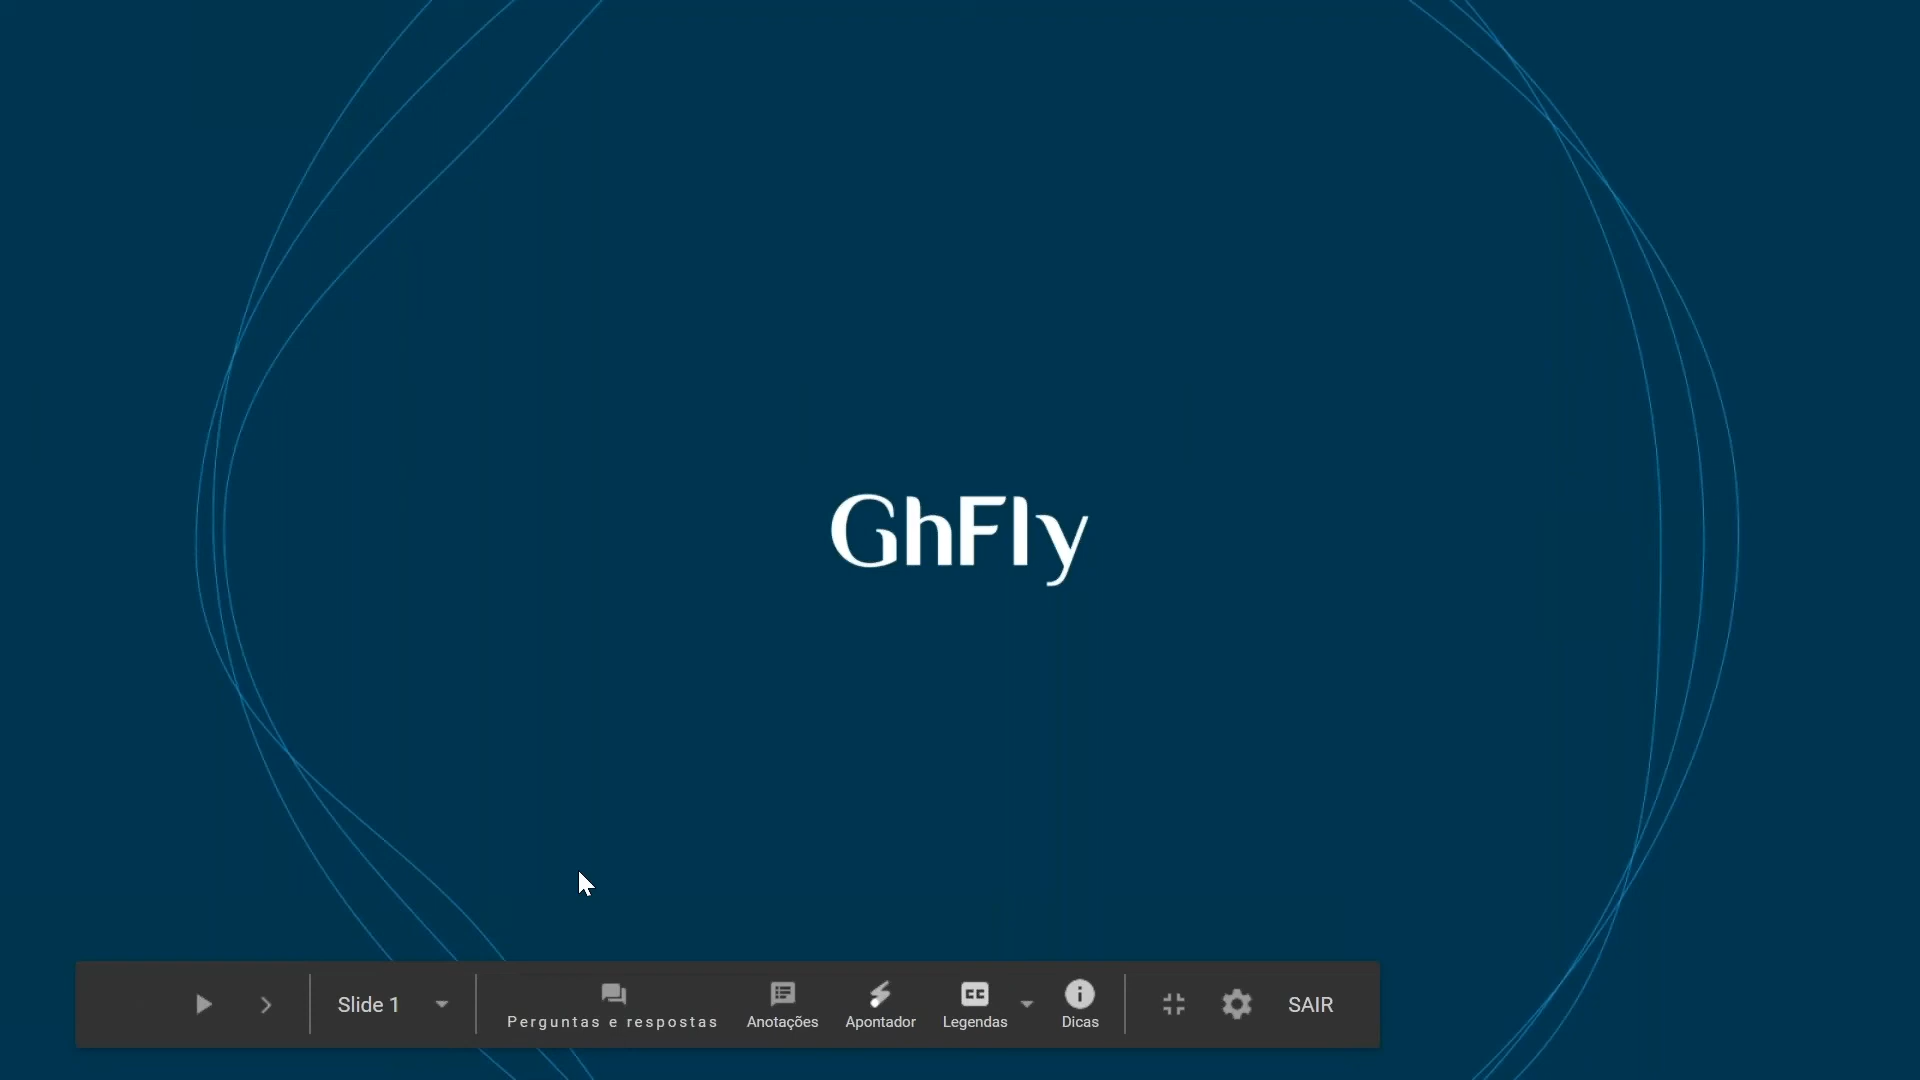 GhFly
Slide 1
Perguntas e respostas
Anotações
Apontador
Legendas
Dicas
SAIR